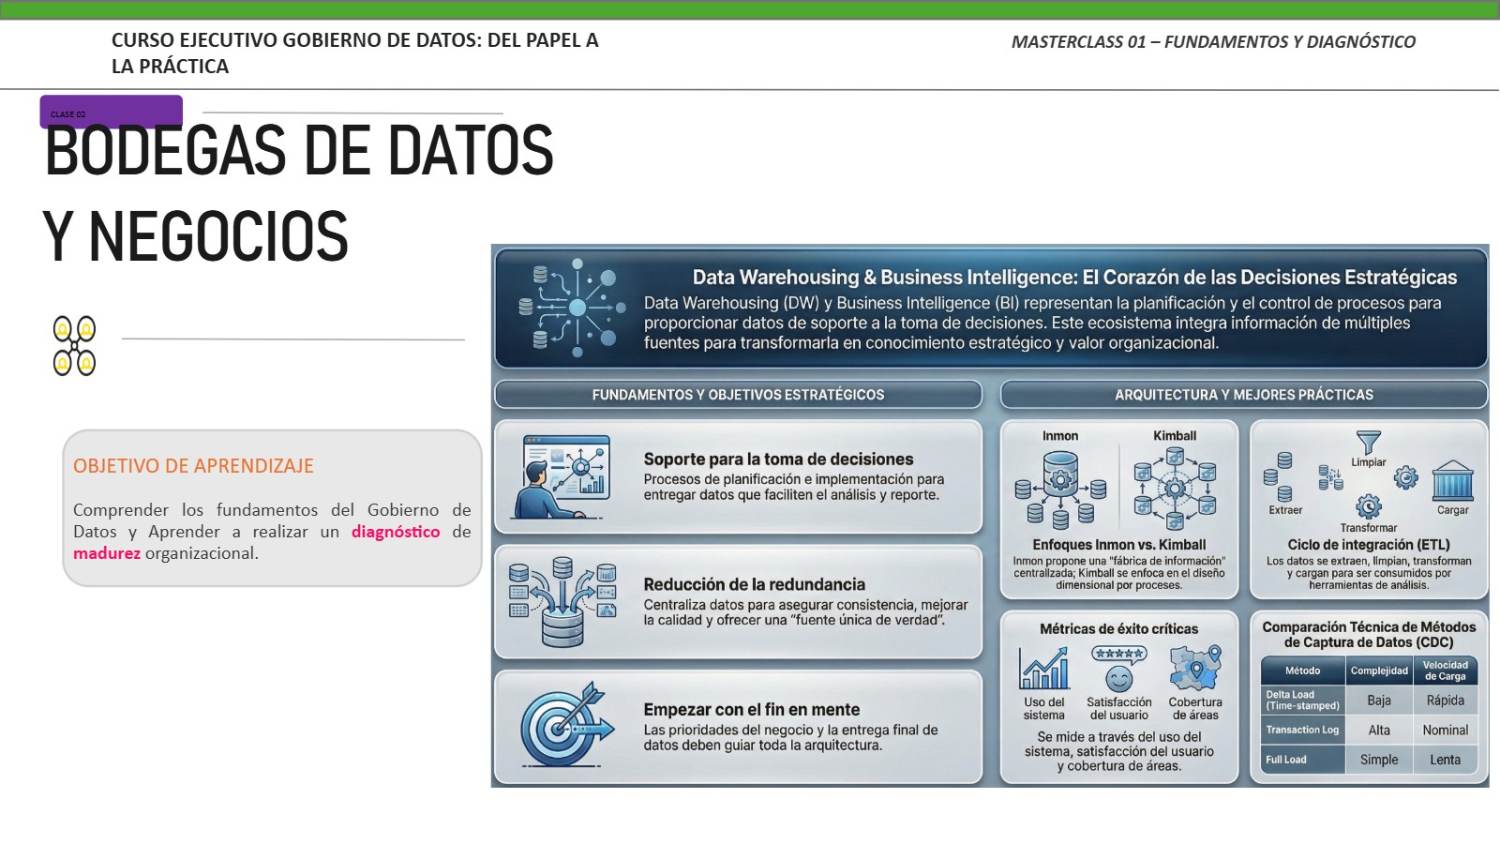 CURSO EJECUTIVO GOBIERNO DE DATOS: DEL PAPEL A
LA PRÁCTICA
MASTERCLASS 01 – FUNDAMENTOS Y DIAGNÓSTICO
CLASE 02
BODEGAS DE DATOS
Y NEGOCIOS
OBJETIVO DE APRENDIZAJE
Comprender los fundamentos del Gobierno de
Datos y Aprender a realizar un diagnóstico de
madurez organizacional.
Data Warehousing & Business Intelligence: El Corazón de las Decisiones Estratégicas
Data Warehousing (DW) y Business Intelligence (BI) representan la planificación y el control de procesos para
proporcionar datos de soporte a la toma de decisiones. Este ecosistema integra información de múltiples
fuentes para transformarla en conocimiento estratégico y valor organizacional.
FUNDAMENTOS Y OBJETIVOS ESTRATÉGICOS
Soporte para la toma de decisiones
Procesos de planificación e implementación para
entregar datos que faciliten el análisis y reporte.
Reducción de la redundancia
Centraliza datos para asegurar consistencia, mejorar
la calidad y ofrecer una "fuente única de verdad".
Empezar con el fin en mente
Las prioridades del negocio y la entrega final de
datos deben guiar toda la arquitectura.
ARQUITECTURA Y MEJORES PRÁCTICAS
Inmon Kimball
Enfoques Inmon vs. Kimball
Inmon propone una "fábrica de información"
centralizada; Kimball se enfoca en el diseño
dimensional por procesos.
Limpiar
Extraer Cargar
Transformar
Ciclo de integración (ETL)
Los datos se extraen, limpian, transforman
y cargan para ser consumidos por
herramientas de análisis.
Métricas de éxito críticas
Uso del Satisfacción Cobertura
sistema del usuario de áreas
Se mide a través del uso del
sistema, satisfacción del usuario
y cobertura de áreas.
Comparación Técnica de Métodos
de Captura de Datos (CDC)
Método Complejidad Velocidad
de Carga
Delta Load
(Time-stamped) Baja Rápida
Transaction Log Alta Nominal
Full Load Simple Lenta